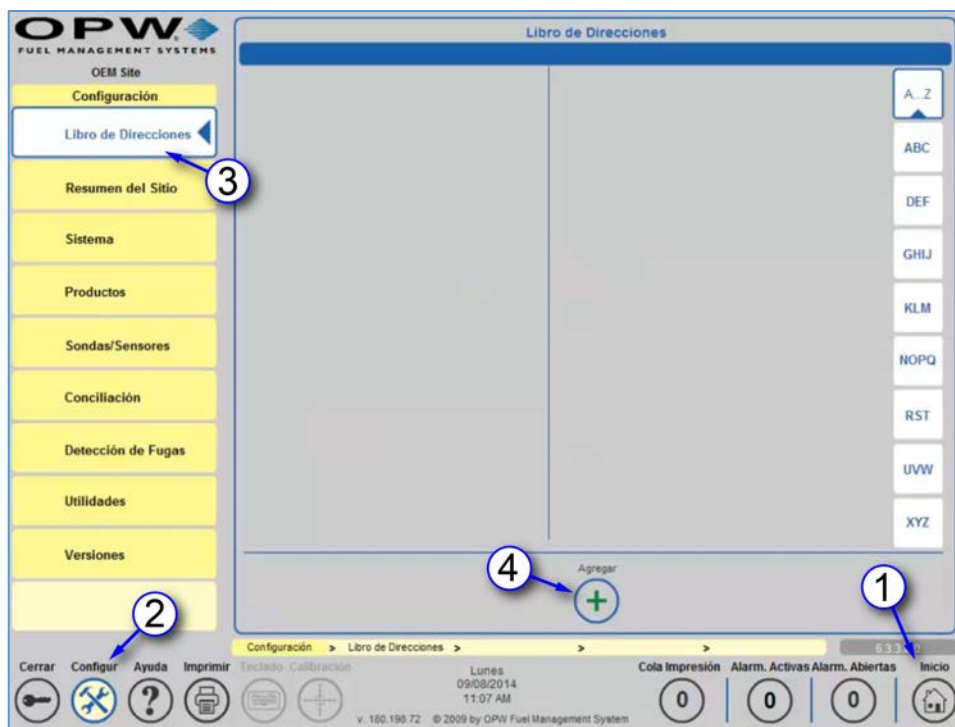 OPW
FUEL MANAGEMENT SYSTEMS
OEM Site
Configuración
Libro de Direcciones
Resumen del Sitio
Sistema
Productos
Sondas/Sensores
Conciliación
Detección de Fugas
Utilidades
Versiones
Libro de Direcciones
A...Z
ABC
DEF
GHIJ
KLM
NOPQ
RST
UVW
XYZ
Agregar
3
4
2
1
Configuración > Libro de Direcciones > > >
Cerrar Configur Ayuda Imprimir Teclado Calibración
Lunes
09/08/2014
11:07 AM
v. 180.198.72 © 2009 by OPW Fuel Management System
Cola Impresión Alarm. Activas Alarm. Abiertas Inicio
0 0 0